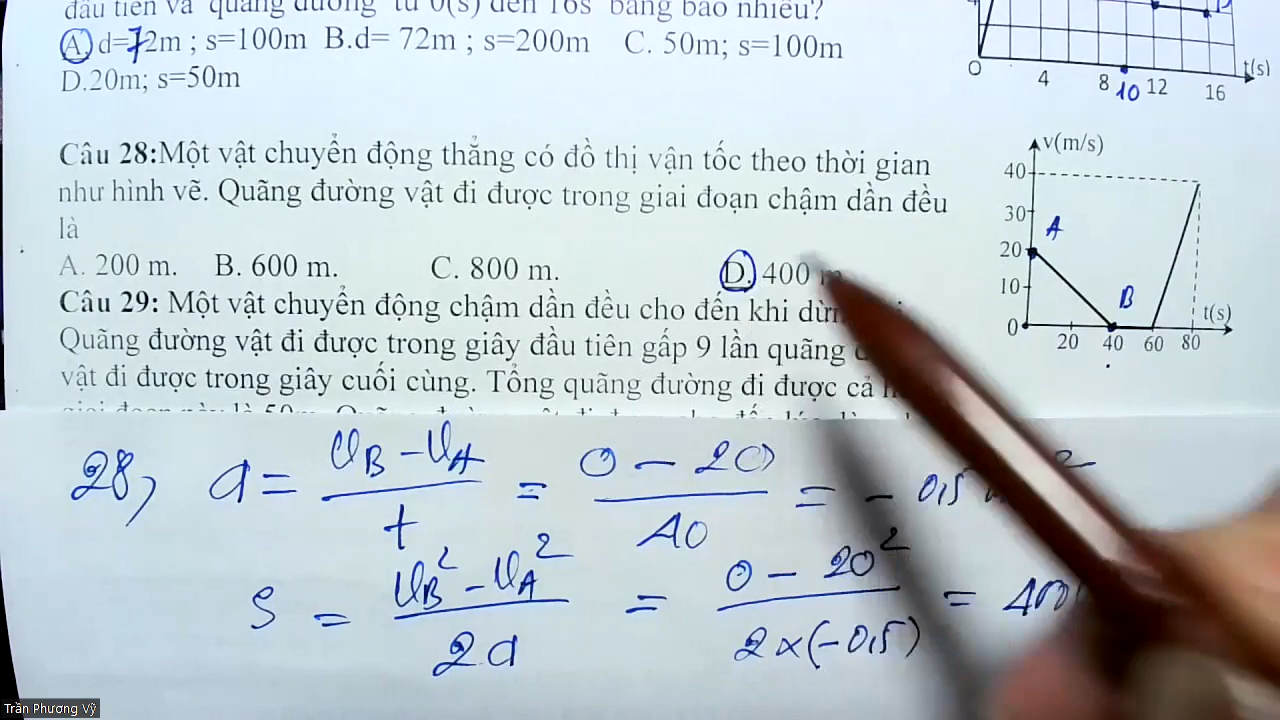 đầu tiên và quãng đường từ 0(s) đến 16s bằng bao nhiêu?
A. d=72m ; s=100m B.d= 72m ; s=200m C. 50m; s=100m
D.20m; s=50m
t(s)
O 4 8 10 12 16
Câu 28:Một vật chuyển động thẳng có đồ thị vận tốc theo thời gian
như hình vẽ. Quãng đường vật đi được trong giai đoạn chậm dần đều
là
A. 200 m. B. 600 m. C. 800 m. D. 400 m
v(m/s)
40
30
20 A
10 B
t(s)
0 20 40 60 80
Câu 29: Một vật chuyển động chậm dần đều cho đến khi
Quãng đường vật đi được trong giây đầu tiên gấp 9 lần quãng
vật đi được trong giây cuối cùng. Tổng quãng đường đi được cả
28, a = (vB - vA)/t = (0 - 20)/40 = - 0,5
S = (vB² - vA²)/2a = (0 - 20²)/(2x(-0,5)) = 400
Trần Phương Vỹ